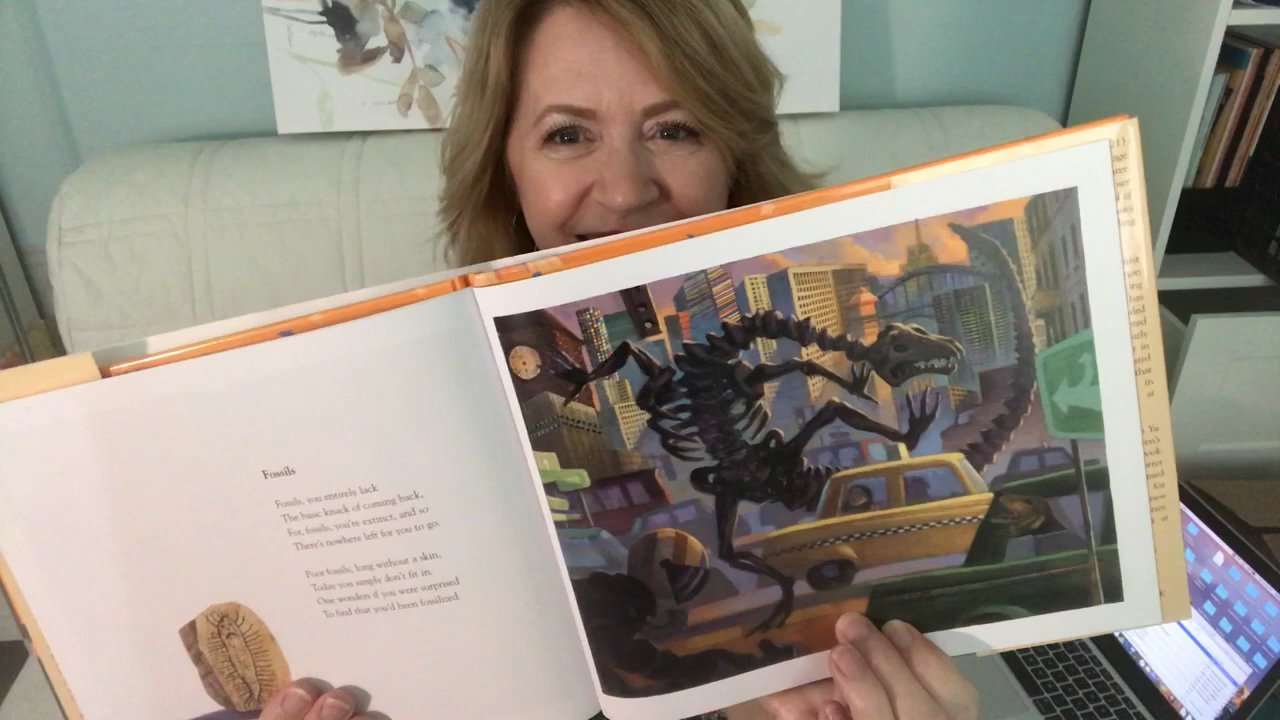 Fossils
Fossils, you entirely lack
The basic knack of coming back,
For, fossils, you're extinct, and so
There's nowhere left for you to go.
Poor fossils, long without a skin,
Today you simply don't fit in.
One wonders if you were surprised
To find that you'd been fossilized.